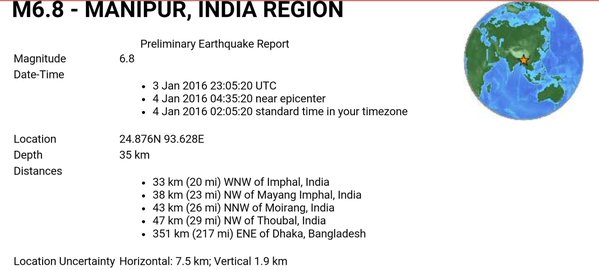 M6.8 - MANIPUR, INDIA REGION
Preliminary Earthquake Report
Magnitude 6.8
Date-Time
• 3 Jan 2016 23:05:20 UTC
• 4 Jan 2016 04:35:20 near epicenter
• 4 Jan 2016 02:05:20 standard time in your timezone
Location 24.876N 93.628E
Depth 35 km
Distances
• 33 km (20 mi) WNW of Imphal, India
• 38 km (23 mi) NW of Mayang Imphal, India
• 43 km (26 mi) NNW of Moirang, India
• 47 km (29 mi) NW of Thoubal, India
• 351 km (217 mi) ENE of Dhaka, Bangladesh
Location Uncertainty Horizontal: 7.5 km; Vertical 1.9 km